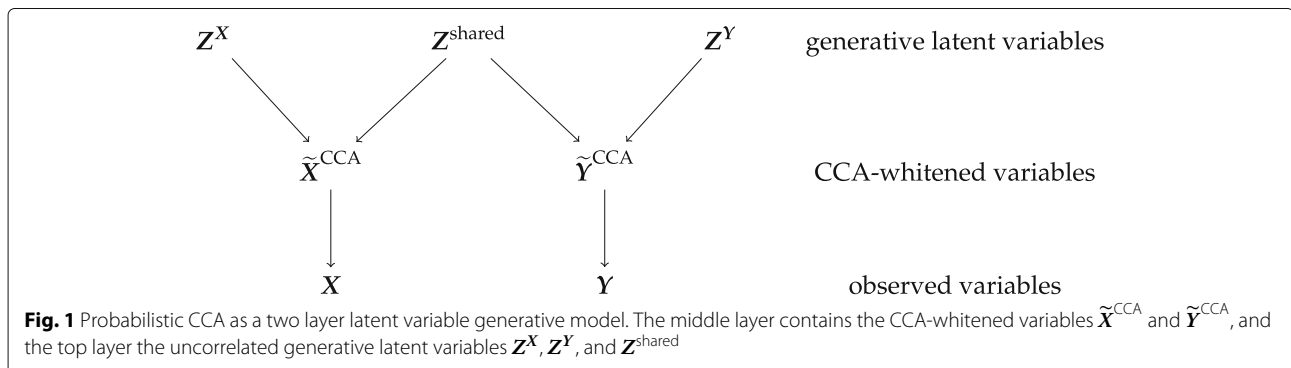 Z^X Z^shared Z^Y generative latent variables
X̃^CCA Ỹ^CCA CCA-whitened variables
X Y observed variables
Fig. 1 Probabilistic CCA as a two layer latent variable generative model. The middle layer contains the CCA-whitened variables X̃^CCA and Ỹ^CCA, and
the top layer the uncorrelated generative latent variables Z^X, Z^Y, and Z^shared